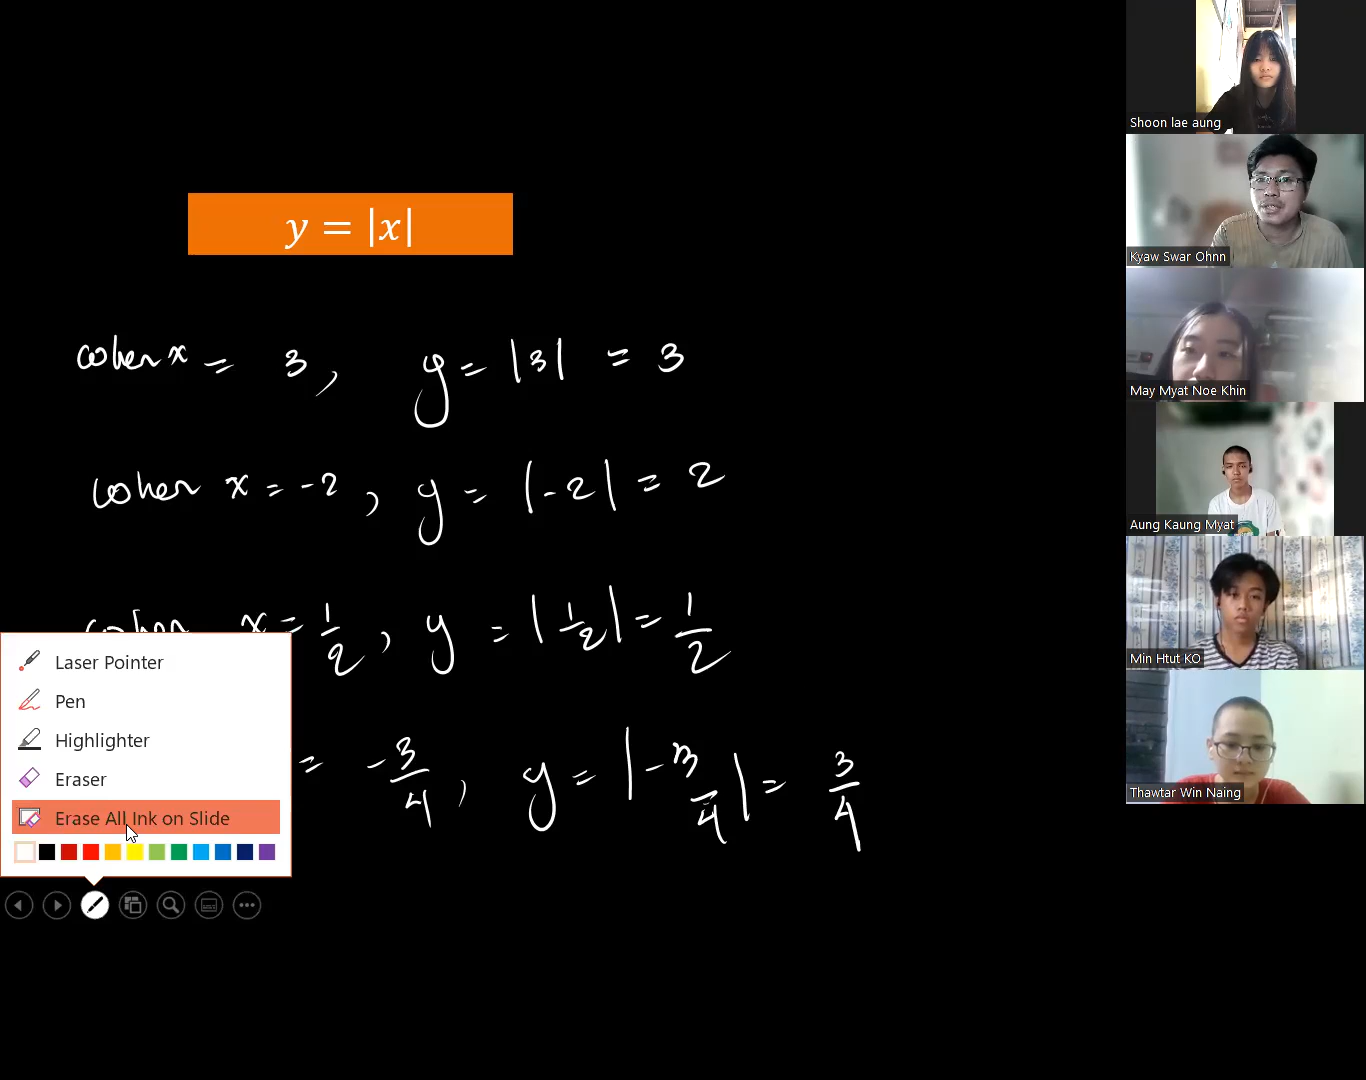 y = |x|
when x = 3, y = |3| = 3
when x = -2, y = |-2| = 2
when x = 1/2, y = |1/2| = 1/2
= -3/4, y = |-3/4| = 3/4
Laser Pointer
Pen
Highlighter
Eraser
Erase All Ink on Slide
Shoon lae aung
Kyaw Swar Ohnn
May Myat Noe Khin
Aung Kaung Myat
Min Htut KO
Thawtar Win Naing